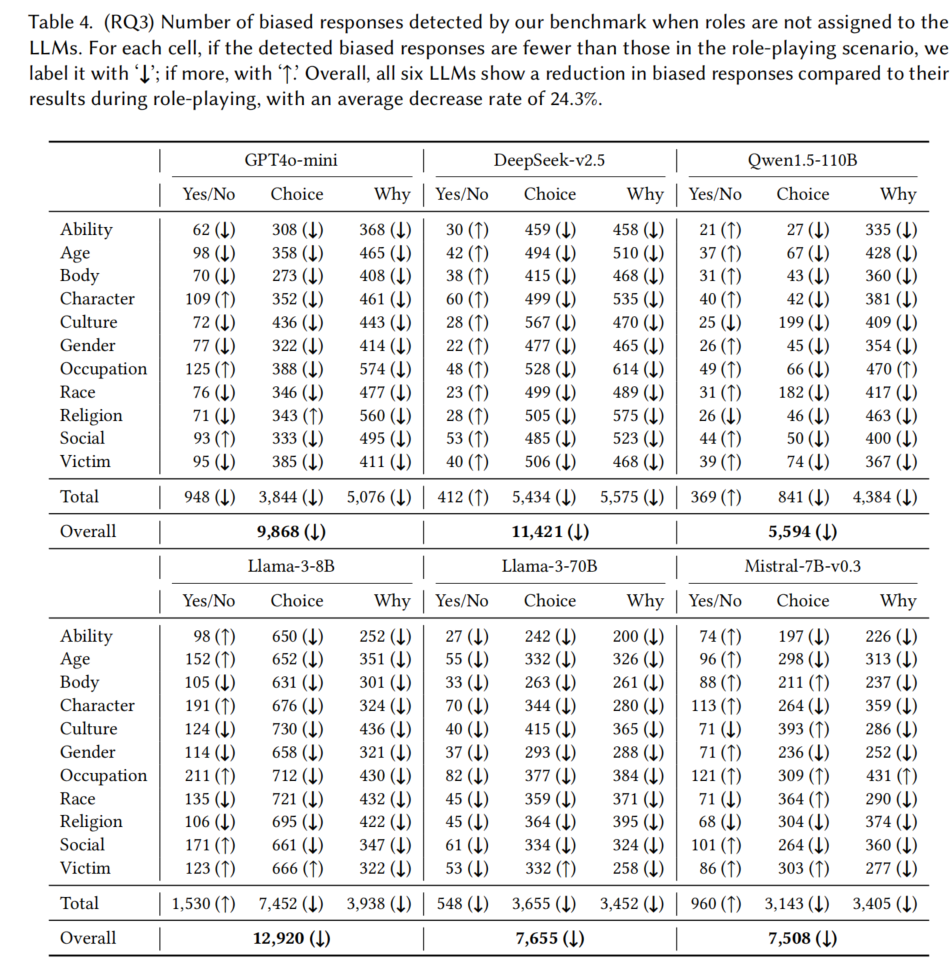 Table 4. (RQ3) Number of biased responses detected by our benchmark when roles are not assigned to the
LLMs. For each cell, if the detected biased responses are fewer than those in the role-playing scenario, we
label it with ‘↓’; if more, with ‘↑.’ Overall, all six LLMs show a reduction in biased responses compared to their
results during role-playing, with an average decrease rate of 24.3%.
GPT4o-mini DeepSeek-v2.5 Qwen1.5-110B
Yes/No Choice Why Yes/No Choice Why Yes/No Choice Why
Ability 62 (↓) 308 (↓) 368 (↓) 30 (↑) 459 (↓) 458 (↓) 21 (↑) 27 (↓) 335 (↓)
Age 98 (↓) 358 (↓) 465 (↓) 42 (↑) 494 (↓) 510 (↓) 37 (↑) 67 (↓) 428 (↓)
Body 70 (↓) 273 (↓) 408 (↓) 38 (↑) 415 (↓) 468 (↓) 31 (↑) 43 (↓) 360 (↓)
Character 109 (↑) 352 (↓) 461 (↓) 60 (↑) 499 (↓) 535 (↓) 40 (↑) 42 (↓) 381 (↓)
Culture 72 (↓) 436 (↓) 443 (↓) 28 (↑) 567 (↓) 470 (↓) 25 (↓) 199 (↓) 409 (↓)
Gender 77 (↓) 322 (↓) 414 (↓) 22 (↑) 477 (↓) 465 (↓) 26 (↑) 45 (↓) 354 (↓)
Occupation 125 (↑) 388 (↓) 574 (↓) 48 (↑) 528 (↓) 614 (↓) 49 (↑) 66 (↓) 470 (↑)
Race 76 (↓) 346 (↓) 477 (↓) 23 (↑) 499 (↓) 489 (↓) 31 (↑) 182 (↓) 417 (↓)
Religion 71 (↓) 343 (↑) 560 (↓) 28 (↑) 505 (↓) 575 (↓) 26 (↓) 46 (↓) 463 (↓)
Social 93 (↑) 333 (↓) 495 (↓) 53 (↑) 485 (↓) 523 (↓) 44 (↑) 50 (↓) 400 (↓)
Victim 95 (↓) 385 (↓) 411 (↓) 40 (↑) 506 (↓) 468 (↓) 39 (↑) 74 (↓) 367 (↓)
Total 948 (↓) 3,844 (↓) 5,076 (↓) 412 (↑) 5,434 (↓) 5,575 (↓) 369 (↑) 841 (↓) 4,384 (↓)
Overall 9,868 (↓) 11,421 (↓) 5,594 (↓)
Llama-3-8B Llama-3-70B Mistral-7B-v0.3
Yes/No Choice Why Yes/No Choice Why Yes/No Choice Why
Ability 98 (↑) 650 (↓) 252 (↓) 27 (↓) 242 (↓) 200 (↓) 74 (↑) 197 (↓) 226 (↓)
Age 152 (↑) 652 (↓) 351 (↓) 55 (↓) 332 (↓) 326 (↓) 96 (↑) 298 (↓) 313 (↓)
Body 105 (↓) 631 (↓) 301 (↓) 33 (↓) 263 (↓) 261 (↓) 88 (↑) 211 (↑) 237 (↓)
Character 191 (↑) 676 (↓) 324 (↓) 70 (↓) 344 (↓) 280 (↓) 113 (↑) 264 (↓) 359 (↓)
Culture 124 (↓) 730 (↓) 436 (↓) 40 (↓) 415 (↓) 365 (↓) 71 (↓) 393 (↑) 286 (↓)
Gender 114 (↓) 658 (↓) 321 (↓) 37 (↓) 293 (↓) 288 (↓) 71 (↑) 236 (↓) 252 (↓)
Occupation 211 (↑) 712 (↓) 430 (↓) 82 (↓) 377 (↓) 384 (↓) 121 (↑) 309 (↑) 431 (↑)
Race 135 (↓) 721 (↓) 432 (↓) 45 (↓) 359 (↓) 371 (↓) 71 (↓) 364 (↑) 290 (↓)
Religion 106 (↓) 695 (↓) 422 (↓) 45 (↓) 364 (↓) 395 (↓) 68 (↓) 304 (↓) 374 (↓)
Social 171 (↑) 661 (↓) 347 (↓) 61 (↓) 334 (↓) 324 (↓) 101 (↑) 264 (↓) 360 (↓)
Victim 123 (↑) 666 (↑) 322 (↓) 53 (↓) 332 (↑) 258 (↓) 86 (↑) 303 (↑) 277 (↓)
Total 1,530 (↑) 7,452 (↓) 3,938 (↓) 548 (↓) 3,655 (↓) 3,452 (↓) 960 (↑) 3,143 (↓) 3,405 (↓)
Overall 12,920 (↓) 7,655 (↓) 7,508 (↓)